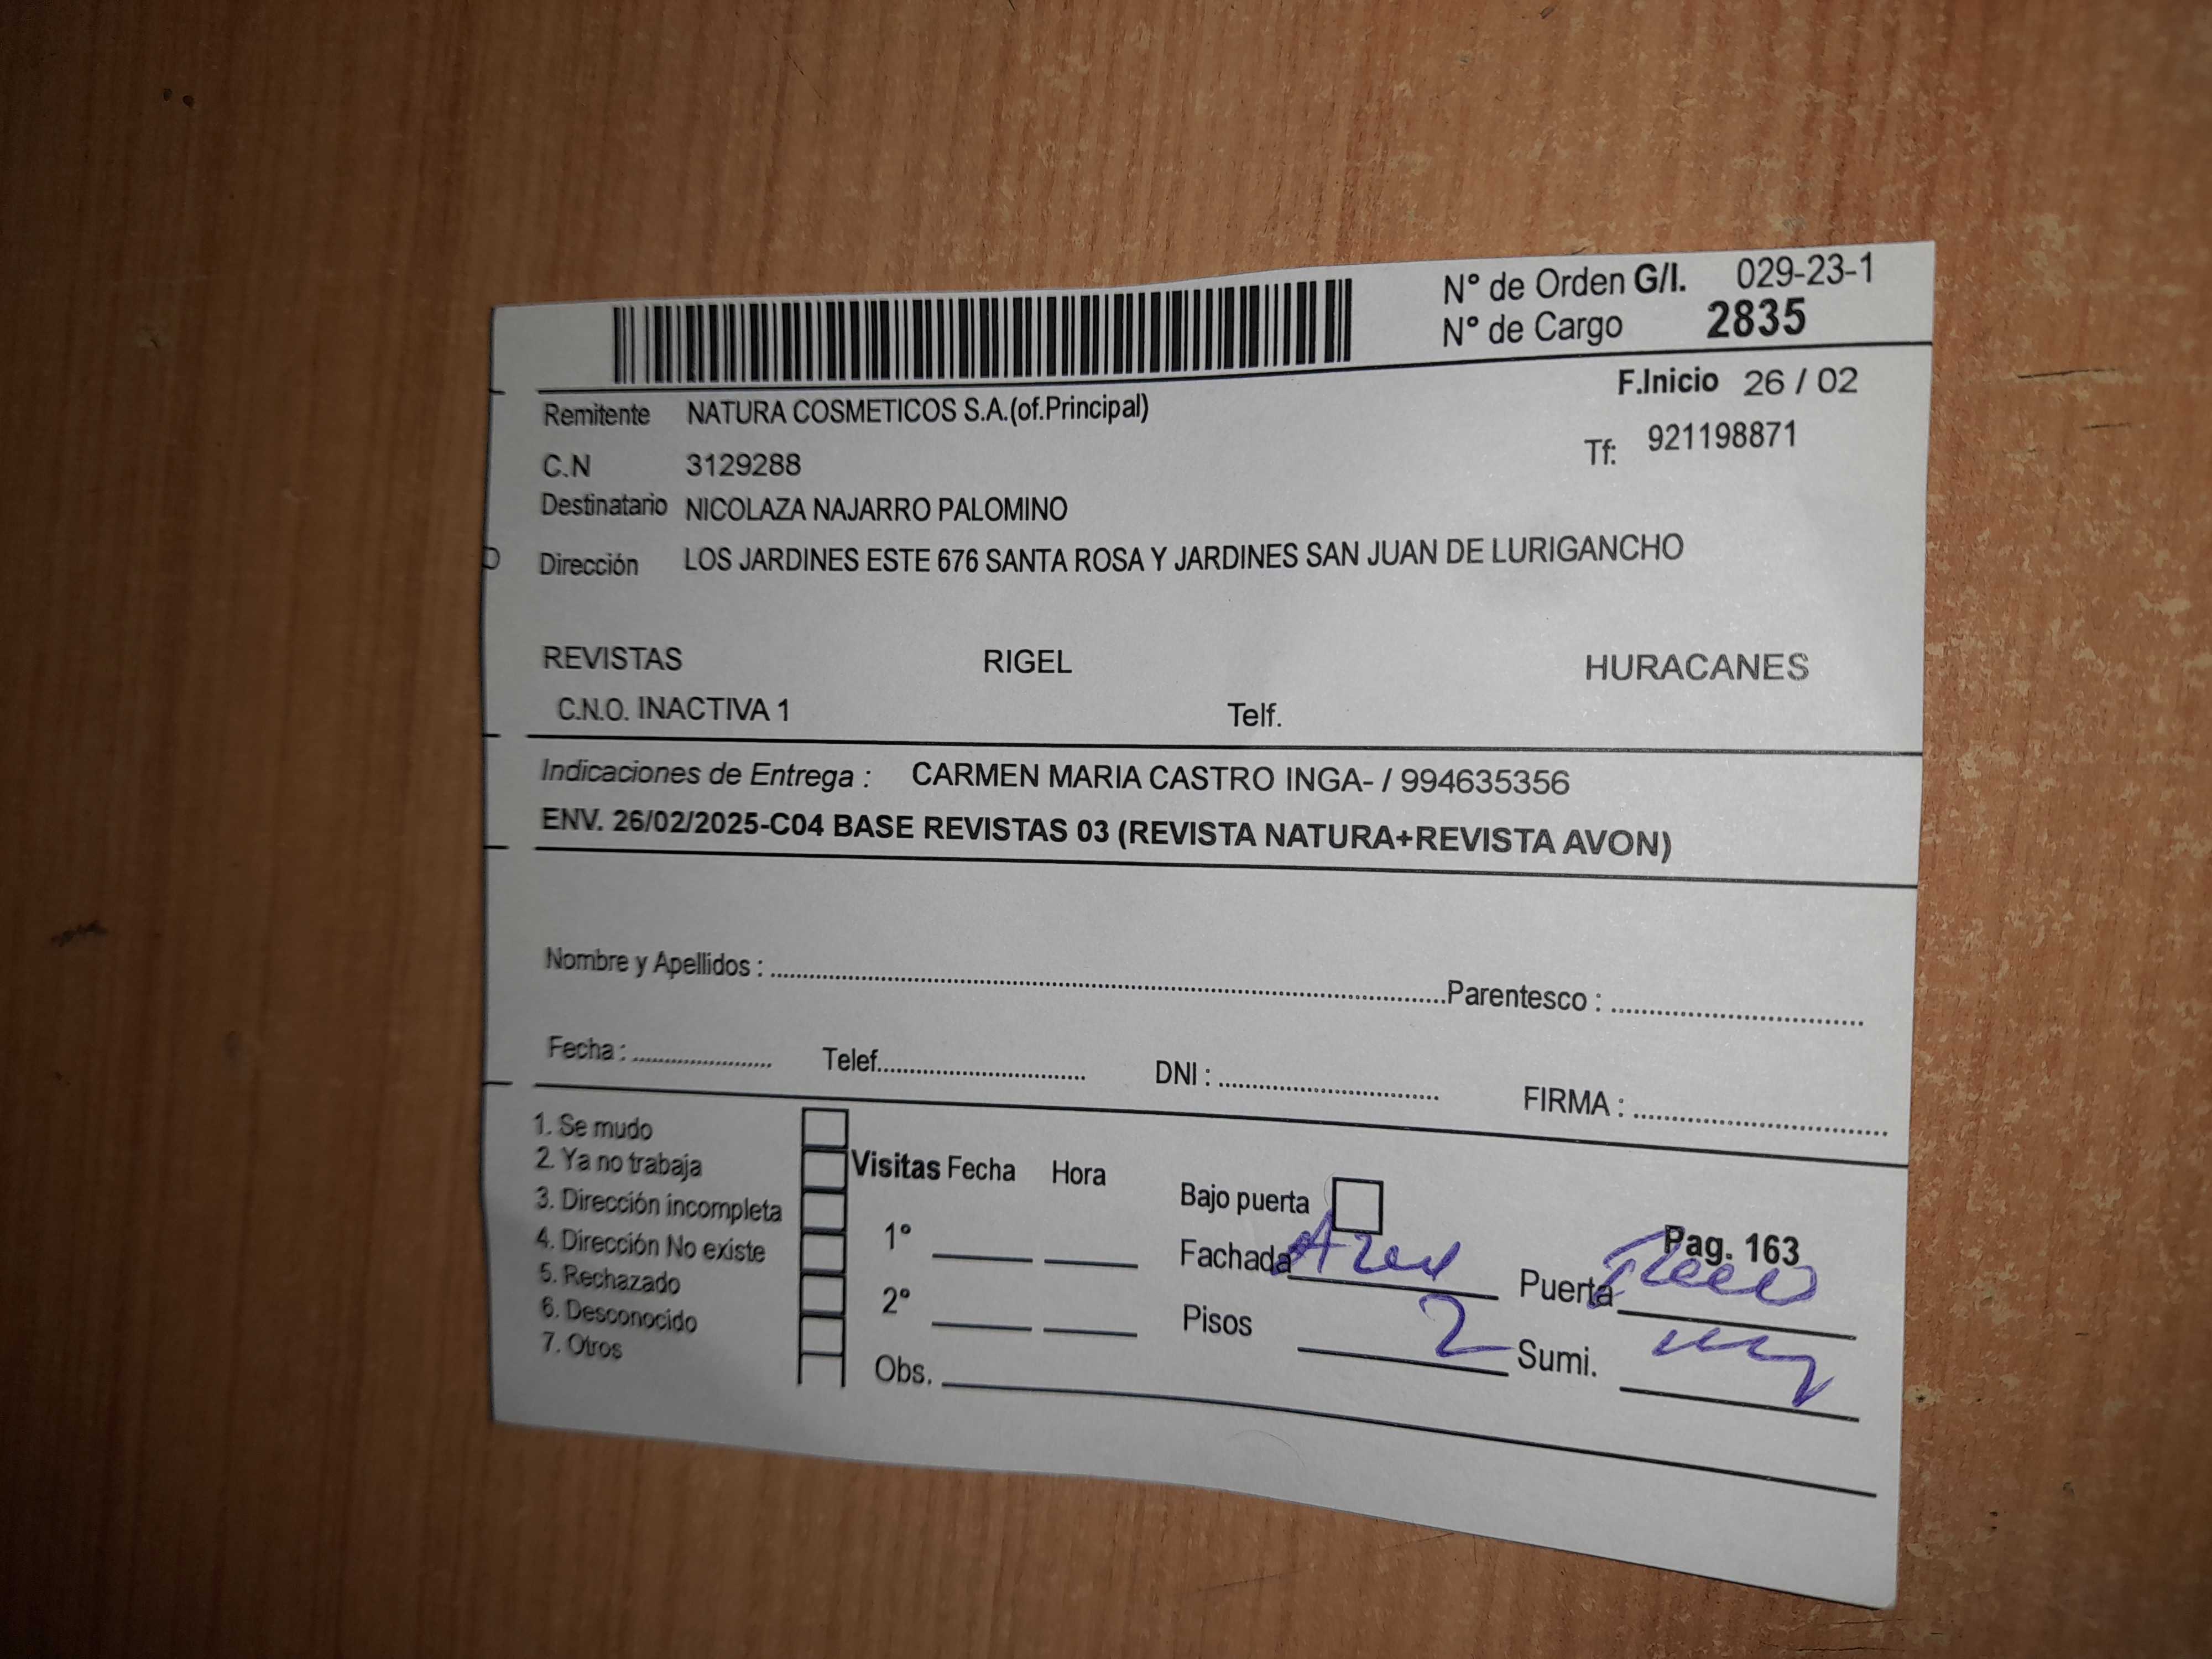 N° de Orden G/I. 029-23-1
N° de Cargo 2835
F.Inicio 26 / 02
Remitente NATURA COSMETICOS S.A.(of.Principal)
Tf: 921198871
C.N 3129288
Destinatario NICOLAZA NAJARRO PALOMINO
Dirección LOS JARDINES ESTE 676 SANTA ROSA Y JARDINES SAN JUAN DE LURIGANCHO
REVISTAS RIGEL HURACANES
C.N.O. INACTIVA 1 Telf.
Indicaciones de Entrega : CARMEN MARIA CASTRO INGA- / 994635356
ENV. 26/02/2025-C04 BASE REVISTAS 03 (REVISTA NATURA+REVISTA AVON)
Nombre y Apellidos : Parentesco :
Fecha : Telef. DNI : FIRMA :
1. Se mudo
2. Ya no trabaja
3. Dirección incompleta
4. Dirección No existe
5. Rechazado
6. Desconocido
7. Otros
Visitas Fecha Hora
1°
2°
Obs.
Bajo puerta
Pag. 163
Fachada Puerta
Pisos 2 Sumi.